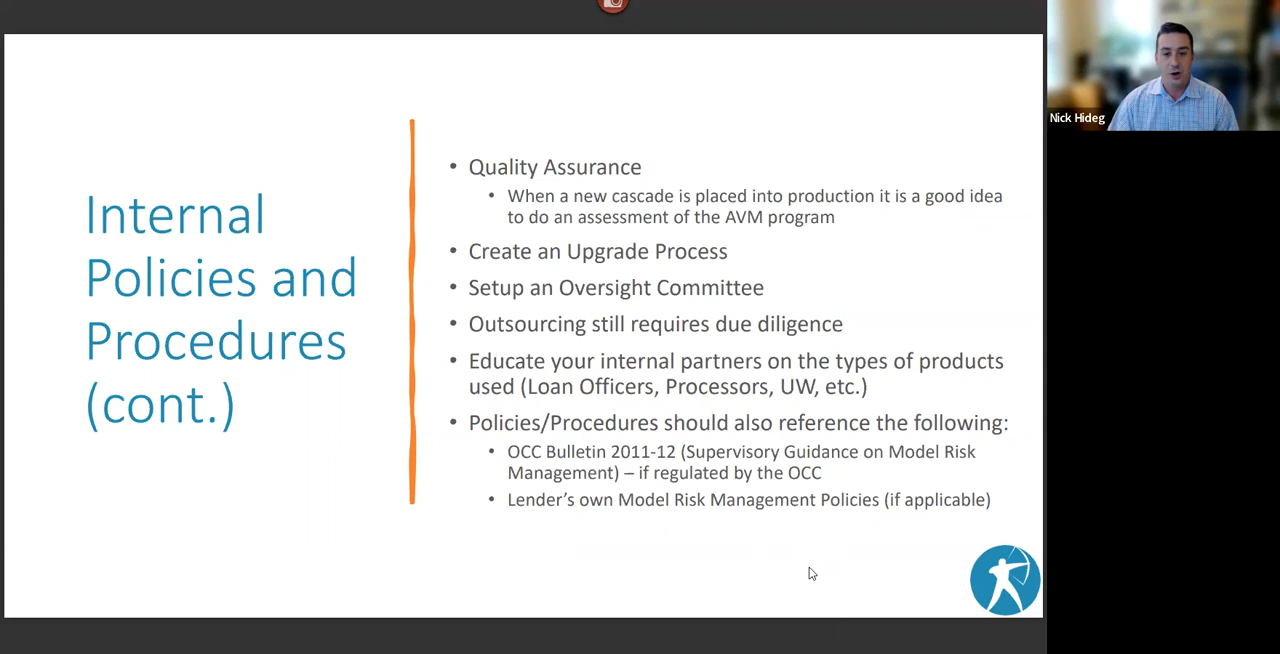 Internal
Policies and
Procedures
(cont.)
• Quality Assurance
• When a new cascade is placed into production it is a good idea
to do an assessment of the AVM program
• Create an Upgrade Process
• Setup an Oversight Committee
• Outsourcing still requires due diligence
• Educate your internal partners on the types of products
used (Loan Officers, Processors, UW, etc.)
• Policies/Procedures should also reference the following:
• OCC Bulletin 2011-12 (Supervisory Guidance on Model Risk
Management) – if regulated by the OCC
• Lender's own Model Risk Management Policies (if applicable)
Nick Hideg